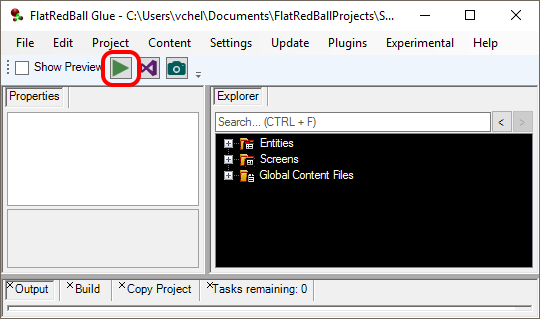 FlatRedBall Glue - C:\Users\vchel\Documents\FlatRedBallProjects\S...
File Edit Project Content Settings Update Plugins Experimental Help
Show Preview
Properties
Explorer
Search... (CTRL + F)
< >
Entities
Screens
Global Content Files
Output Build Copy Project Tasks remaining: 0